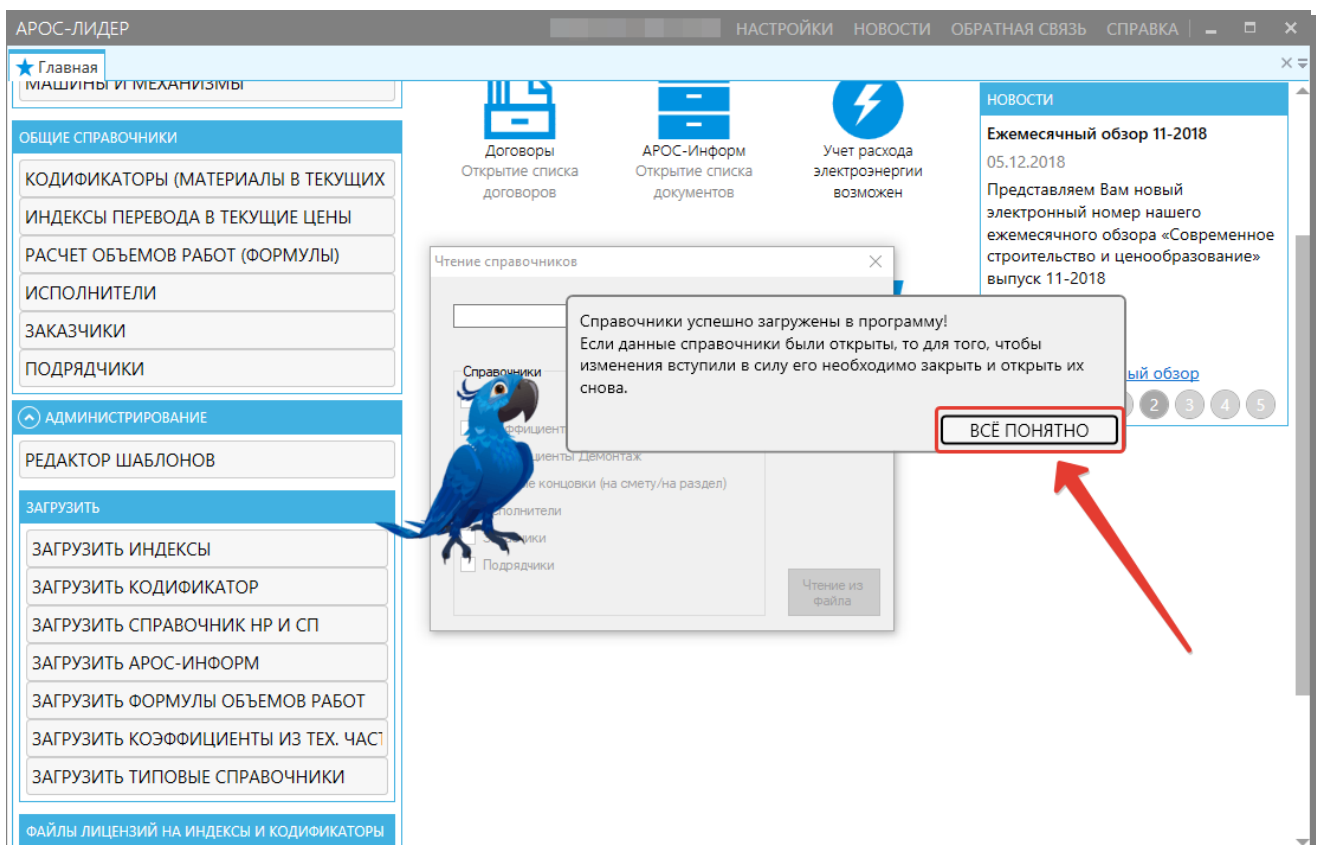 АРОС-ЛИДЕР
НАСТРОЙКИ НОВОСТИ ОБРАТНАЯ СВЯЗЬ СПРАВКА
Главная
МАШИНЫ И МЕХАНИЗМЫ
ОБЩИЕ СПРАВОЧНИКИ
КОДИФИКАТОРЫ (МАТЕРИАЛЫ В ТЕКУЩИХ
ИНДЕКСЫ ПЕРЕВОДА В ТЕКУЩИЕ ЦЕНЫ
РАСЧЕТ ОБЪЕМОВ РАБОТ (ФОРМУЛЫ)
ИСПОЛНИТЕЛИ
ЗАКАЗЧИКИ
ПОДРЯДЧИКИ
АДМИНИСТРИРОВАНИЕ
РЕДАКТОР ШАБЛОНОВ
ЗАГРУЗИТЬ
ЗАГРУЗИТЬ ИНДЕКСЫ
ЗАГРУЗИТЬ КОДИФИКАТОР
ЗАГРУЗИТЬ СПРАВОЧНИК НР И СП
ЗАГРУЗИТЬ АРОС-ИНФОРМ
ЗАГРУЗИТЬ ФОРМУЛЫ ОБЪЕМОВ РАБОТ
ЗАГРУЗИТЬ КОЭФФИЦИЕНТЫ ИЗ ТЕХ. ЧАСТ
ЗАГРУЗИТЬ ТИПОВЫЕ СПРАВОЧНИКИ
ФАЙЛЫ ЛИЦЕНЗИЙ НА ИНДЕКСЫ И КОДИФИКАТОРЫ
Договоры
Открытие списка
договоров
АРОС-Информ
Открытие списка
документов
Учет расхода
электроэнергии
возможен
Чтение справочников
Справочники
Справочники успешно загружены в программу!
Если данные справочники были открыты, то для того, чтобы
изменения вступили в силу его необходимо закрыть и открыть их
снова.
ВСЁ ПОНЯТНО
Демонтаж
концовки (на смету/на раздел)
Подрядчики
Чтение из
файла
НОВОСТИ
Ежемесячный обзор 11-2018
05.12.2018
Представляем Вам новый
электронный номер нашего
ежемесячного обзора «Современное
строительство и ценообразование»
выпуск 11-2018
ый обзор
2 3 4 5